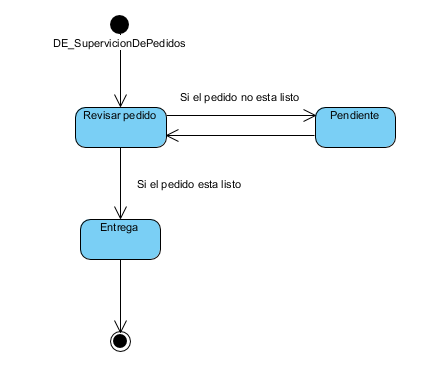 DE_SupervicionDePedidos
Si el pedido no esta listo
Revisar pedido
Pendiente
Si el pedido esta listo
Entrega